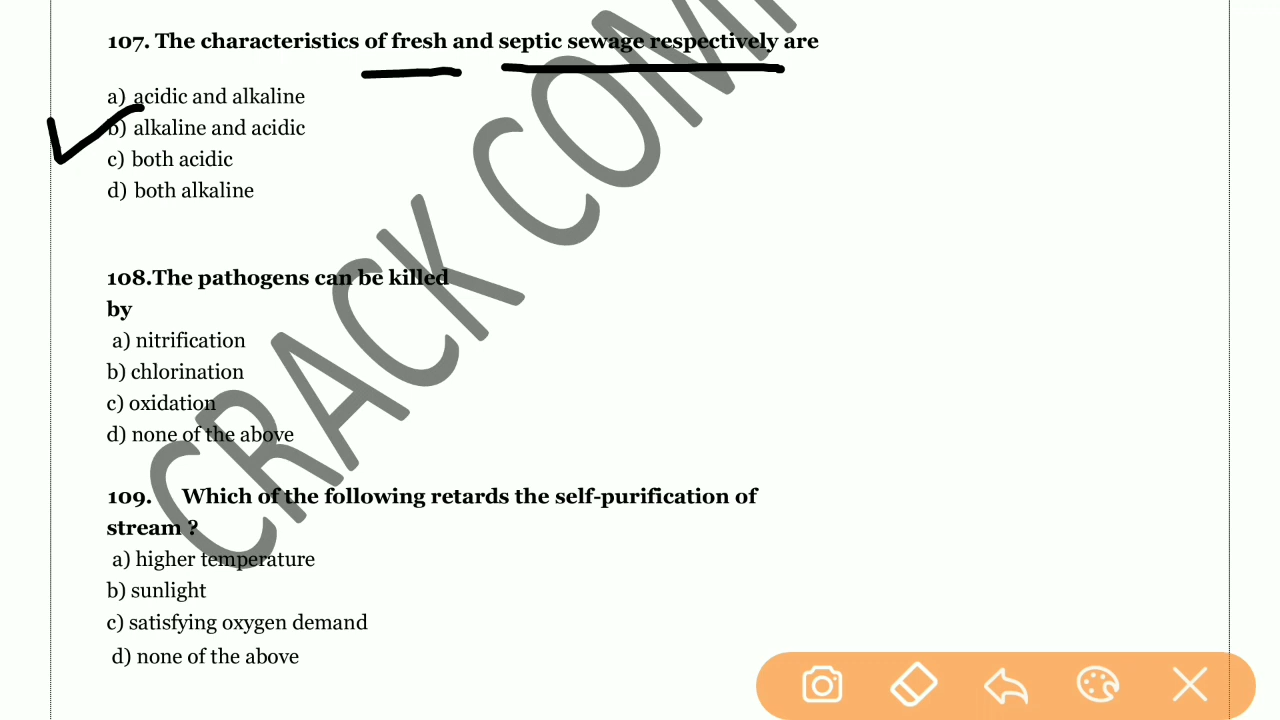 107. The characteristics of fresh and septic sewage respectively are
a) acidic and alkaline
b) alkaline and acidic
c) both acidic
d) both alkaline
108.The pathogens can be killed
by
a) nitrification
b) chlorination
c) oxidation
d) none of the above
109. Which of the following retards the self-purification of
stream ?
a) higher temperature
b) sunlight
c) satisfying oxygen demand
d) none of the above
CRACK COM